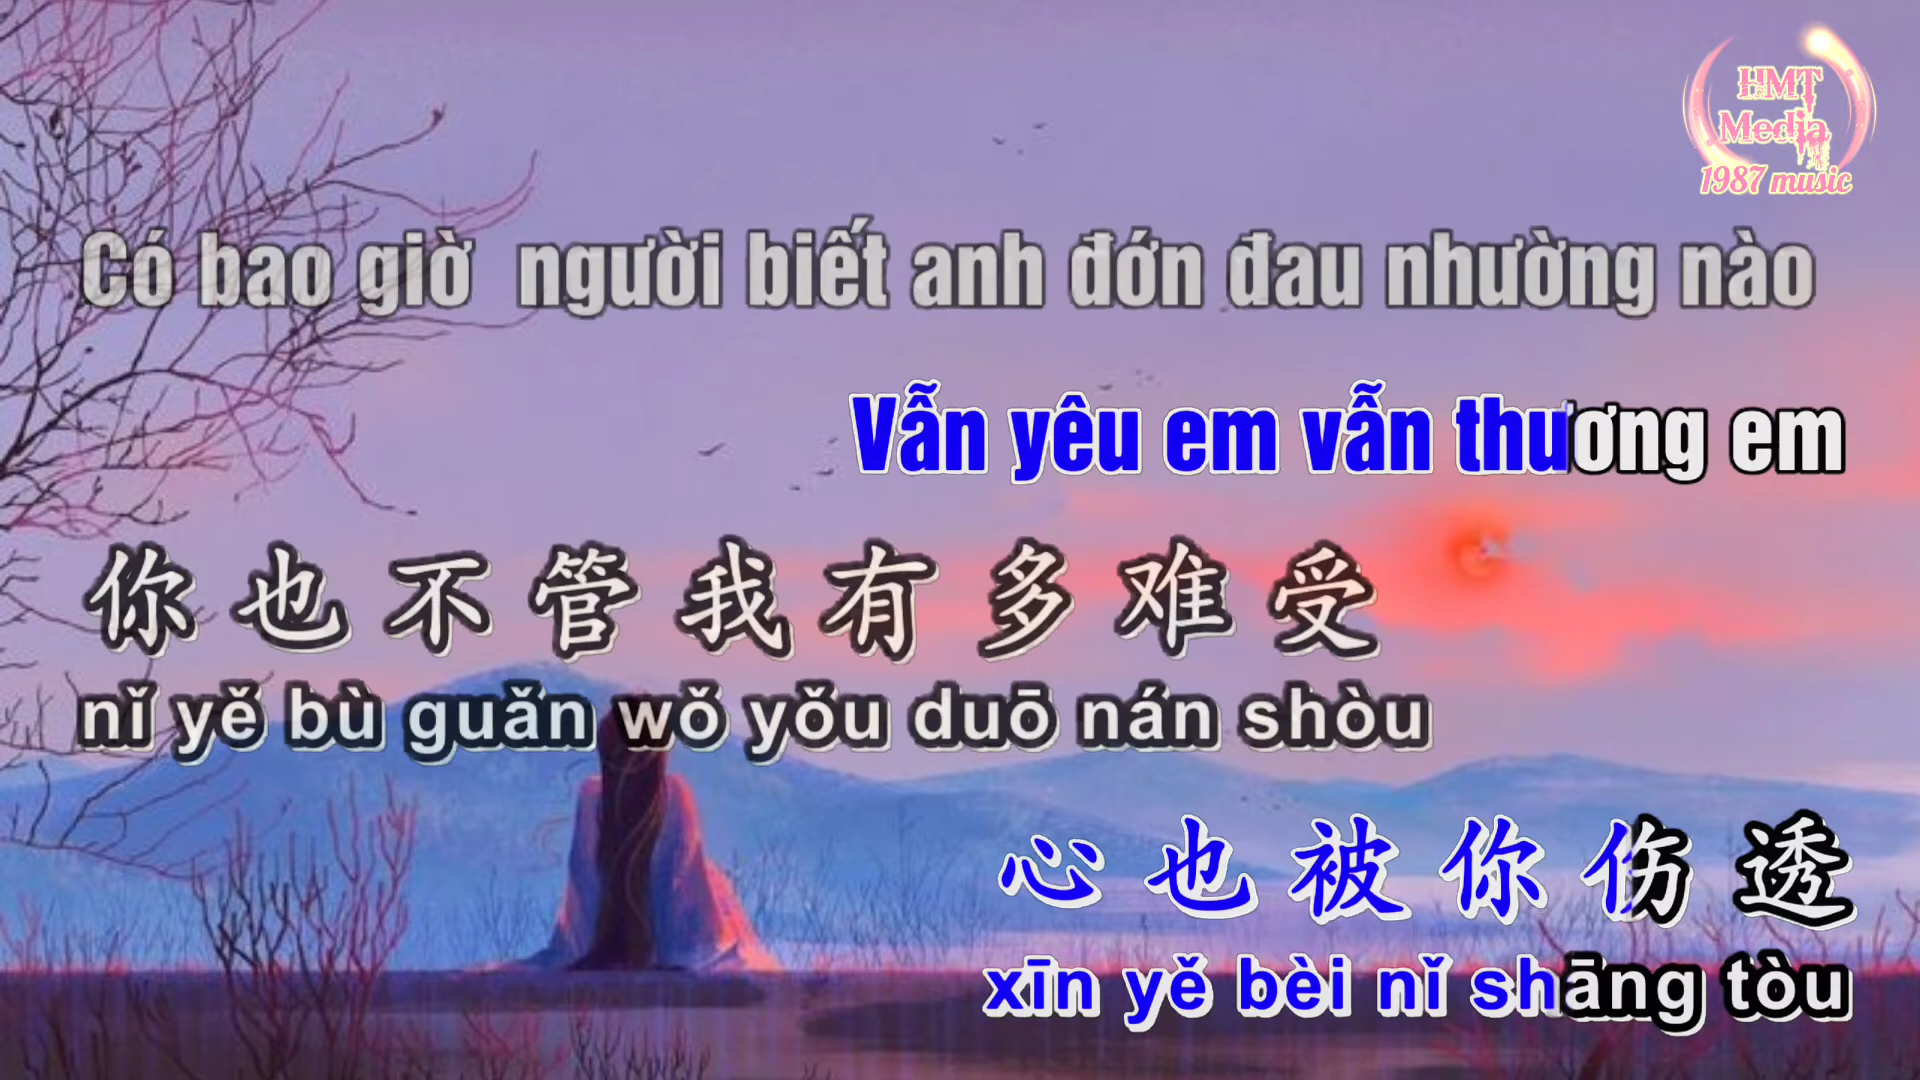 HMT
Media
1987 music
Có bao giờ người biết anh đớn đau nhường nào
Vẫn yêu em vẫn thương em
你也不管我有多难受
nǐ yě bù guǎn wǒ yǒu duō nán shòu
心也被你伤透
xīn yě bèi nǐ shāng tòu